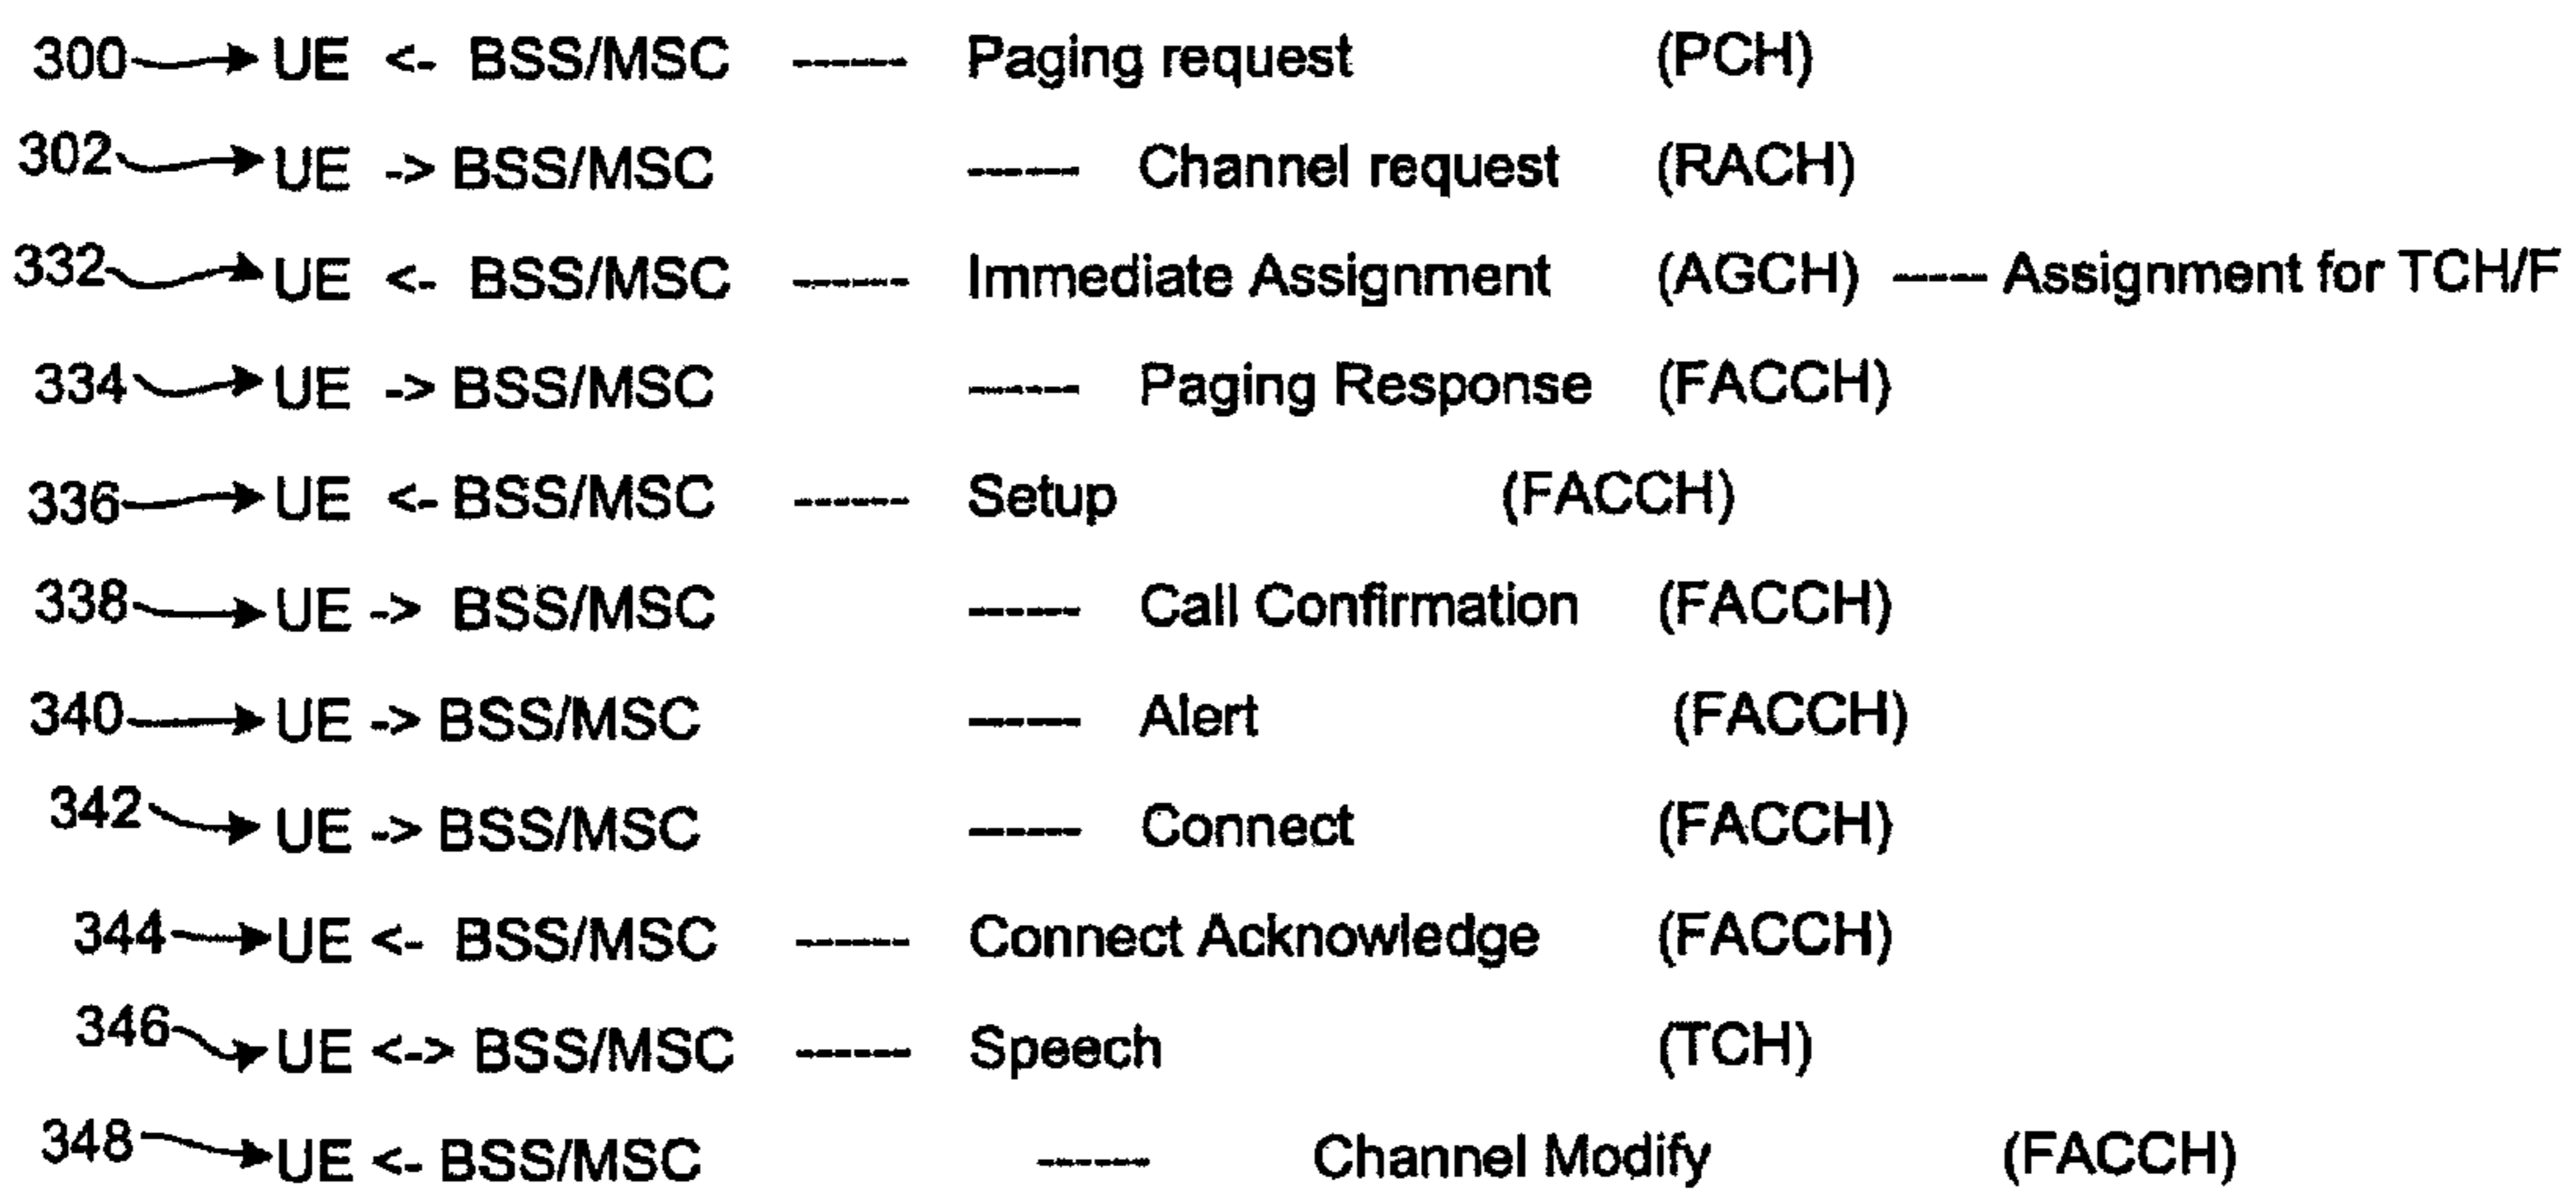 300 UE <- BSS/MSC ------ Paging request (PCH)
302 UE -> BSS/MSC ------ Channel request (RACH)
332 UE <- BSS/MSC ------ Immediate Assignment (AGCH) ---- Assignment for TCH/F
334 UE -> BSS/MSC ------ Paging Response (FACCH)
336 UE <- BSS/MSC ------ Setup (FACCH)
338 UE -> BSS/MSC ------ Call Confirmation (FACCH)
340 UE -> BSS/MSC ------ Alert (FACCH)
342 UE -> BSS/MSC ------ Connect (FACCH)
344 UE <- BSS/MSC ------ Connect Acknowledge (FACCH)
346 UE <-> BSS/MSC ------ Speech (TCH)
348 UE <- BSS/MSC ------ Channel Modify (FACCH)